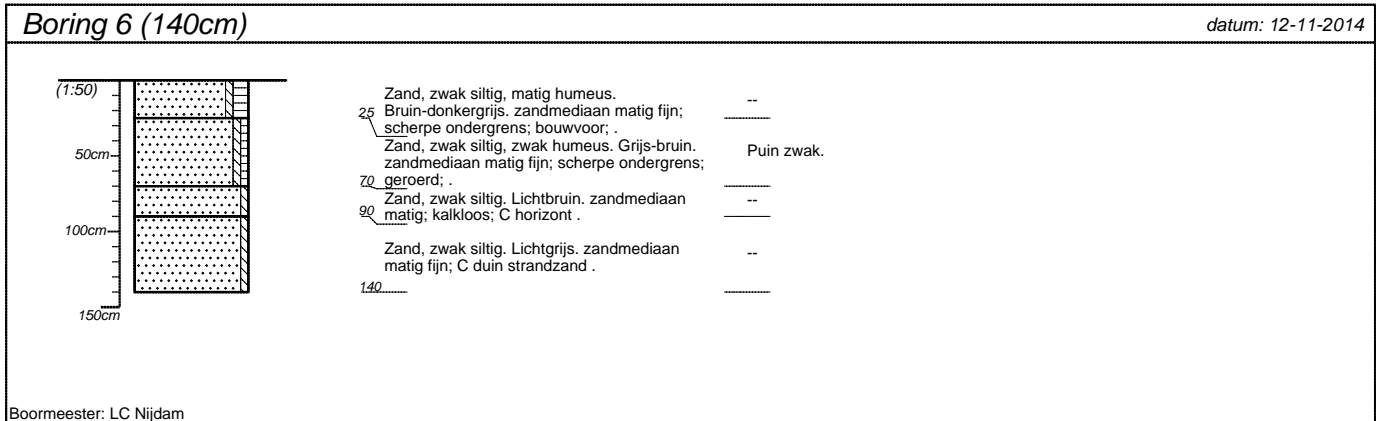 Boring 6 (140cm)
datum: 12-11-2014
(1:50)
50cm
100cm
150cm
Zand, zwak siltig, matig humeus.
25 Bruin-donkergrijs. zandmediaan matig fijn;
scherpe ondergrens; bouwvoor; .
--
Zand, zwak siltig, zwak humeus. Grijs-bruin.
zandmediaan matig fijn; scherpe ondergrens;
70 geroerd; .
Puin zwak.
Zand, zwak siltig. Lichtbruin. zandmediaan
90 matig; kalkloos; C horizont .
--
Zand, zwak siltig. Lichtgrijs. zandmediaan
matig fijn; C duin strandzand .
--
140
Boormeester: LC Nijdam